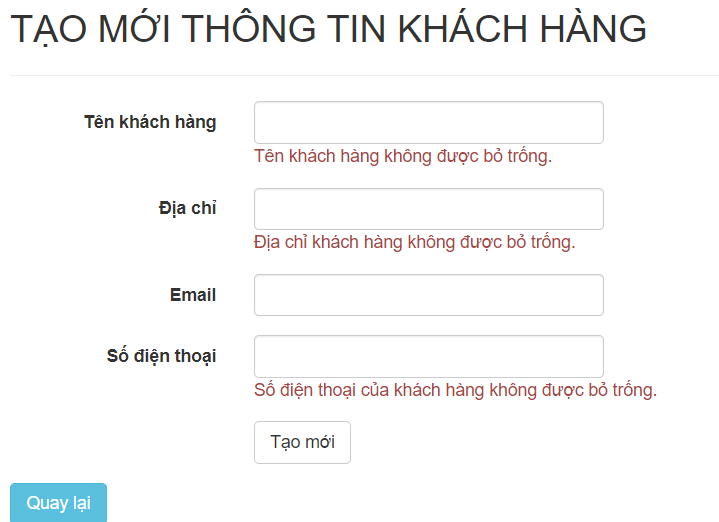 TẠO MỚI THÔNG TIN KHÁCH HÀNG
Tên khách hàng
Tên khách hàng không được bỏ trống.
Địa chỉ
Địa chỉ khách hàng không được bỏ trống.
Email
Số điện thoại
Số điện thoại của khách hàng không được bỏ trống.
Tạo mới
Quay lại